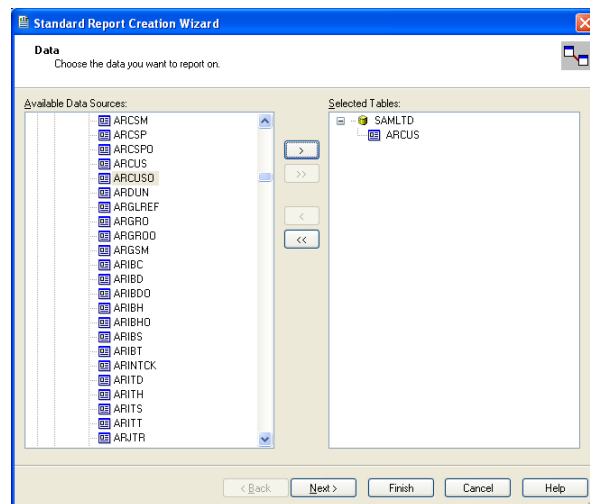 Standard Report Creation Wizard
Data
Choose the data you want to report on.
Available Data Sources:
ARCSM
ARCSP
ARCSPO
ARCUS
ARCUSO
ARDUN
ARGLREF
ARGRO
ARGROO
ARGSM
ARIBC
ARIBD
ARIBDO
ARIBH
ARIBHO
ARIBS
ARIBT
ARINTCK
ARITD
ARITH
ARITS
ARITT
ARJTR
>
>>
<
<<
Selected Tables:
SAMLTD
ARCUS
< Back
Next >
Finish
Cancel
Help